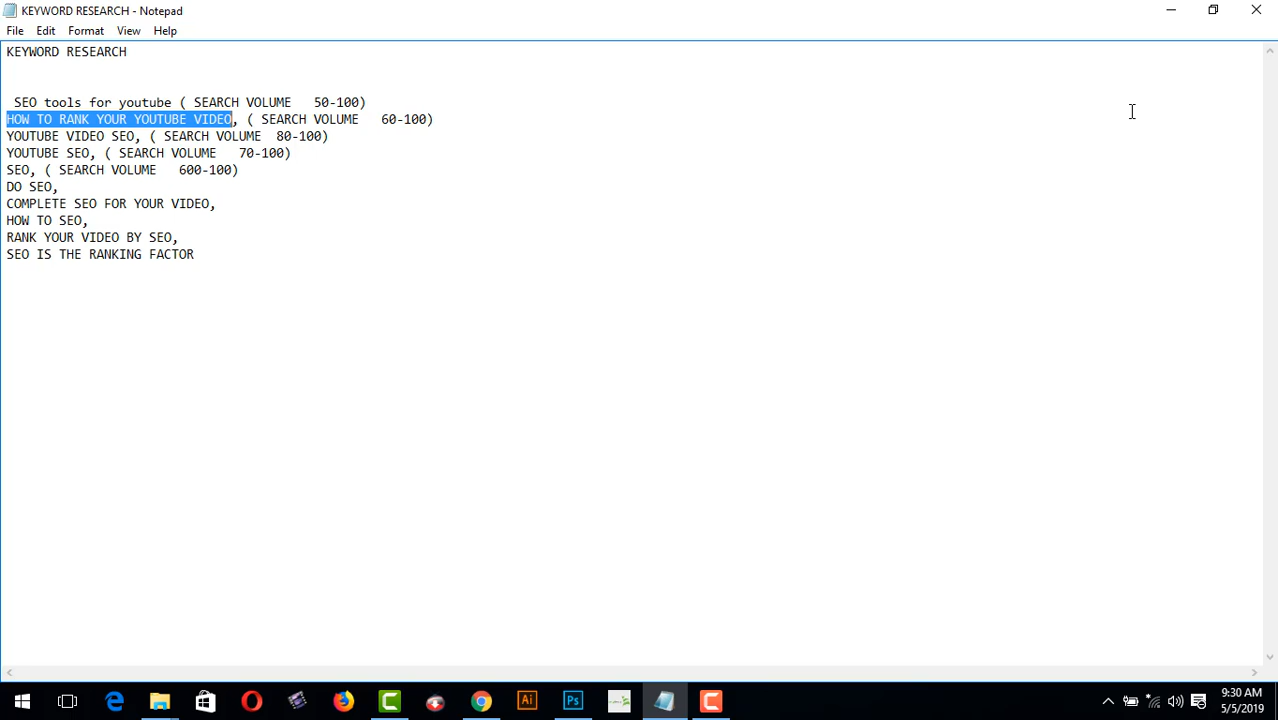 KEYWORD RESEARCH - Notepad
File Edit Format View Help
KEYWORD RESEARCH
SEO tools for youtube ( SEARCH VOLUME   50-100)
HOW TO RANK YOUR YOUTUBE VIDEO, ( SEARCH VOLUME   60-100)
YOUTUBE VIDEO SEO, ( SEARCH VOLUME  80-100)
YOUTUBE SEO, ( SEARCH VOLUME   70-100)
SEO, ( SEARCH VOLUME   600-100)
DO SEO,
COMPLETE SEO FOR YOUR VIDEO,
HOW TO SEO,
RANK YOUR VIDEO BY SEO,
SEO IS THE RANKING FACTOR
Ai
Ps
9:30 AM
5/5/2019